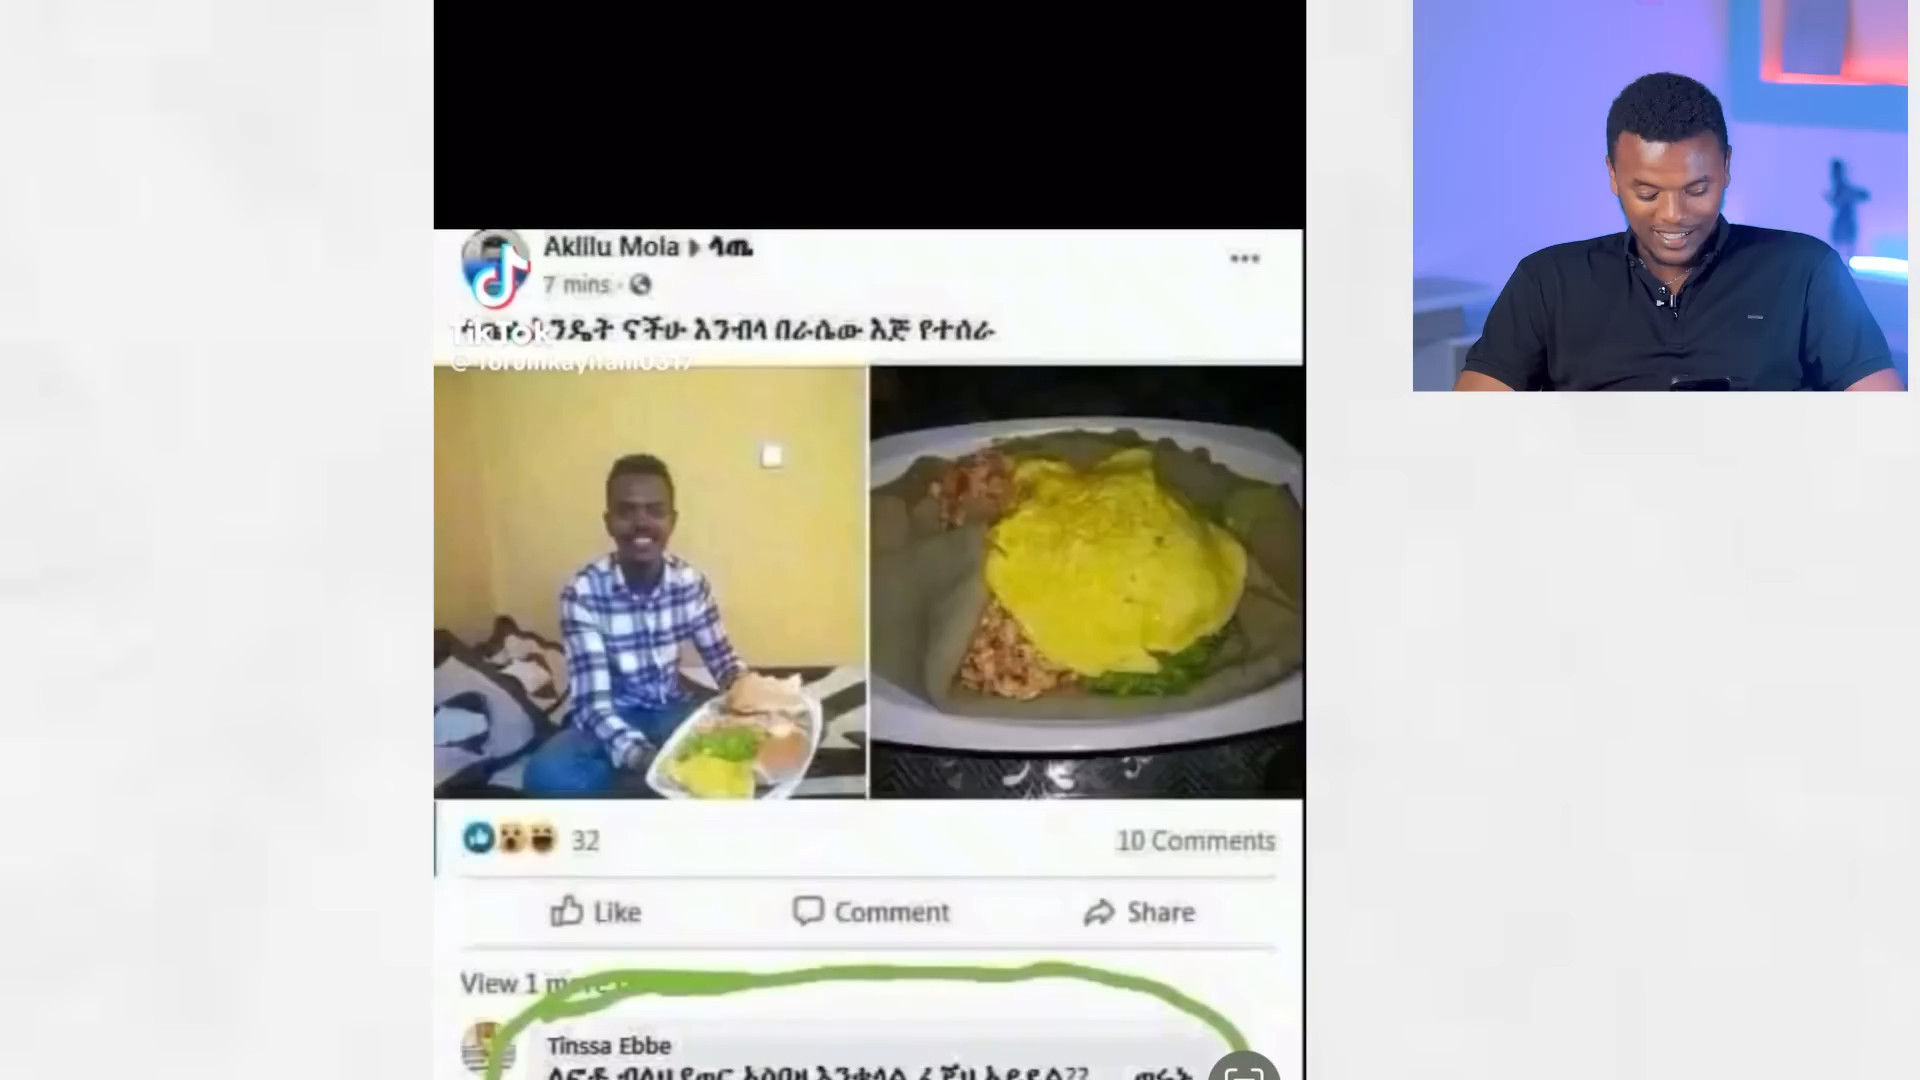 Aklilu Mola ▸ ላጤ
7 mins
እንዴት ናችሁ እንብላ በራሴው እጅ የተሰራ
TikTok
32
10 Comments
Like
Comment
Share
View 1 more
Tinssa Ebbe